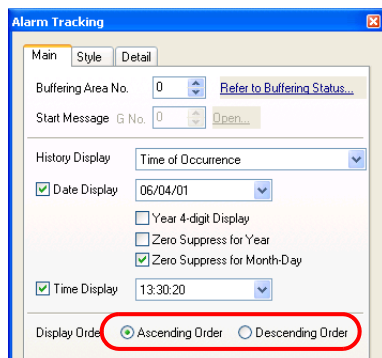 Alarm Tracking
Main Style Detail
Buffering Area No. 0 Refer to Buffering Status...
Start Message G No. 0 Open...
History Display Time of Occurrence
Date Display 06/04/01
Year 4-digit Display
Zero Suppress for Year
Zero Suppress for Month-Day
Time Display 13:30:20
Display Order Ascending Order Descending Order